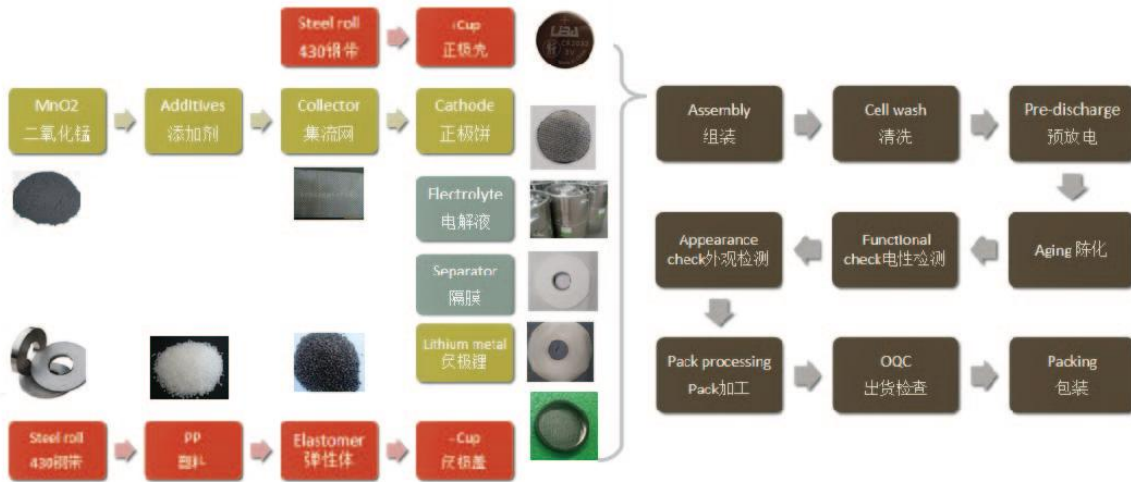 Steel roll
430钢带
+Cup
正极壳
MnO2
二氧化锰
Additives
添加剂
Collector
集流网
Cathode
正极饼
Electrolyte
电解液
Separator
隔膜
Lithium metal
负极锂
Steel roll
430钢带
PP
塑料
Elastomer
弹性体
-Cup
负极盖
Assembly
组装
Cell wash
清洗
Pre-discharge
预放电
Aging 陈化
Functional
check电性检测
Appearance
check外观检测
Pack processing
Pack加工
OQC
出货检查
Packing
包装